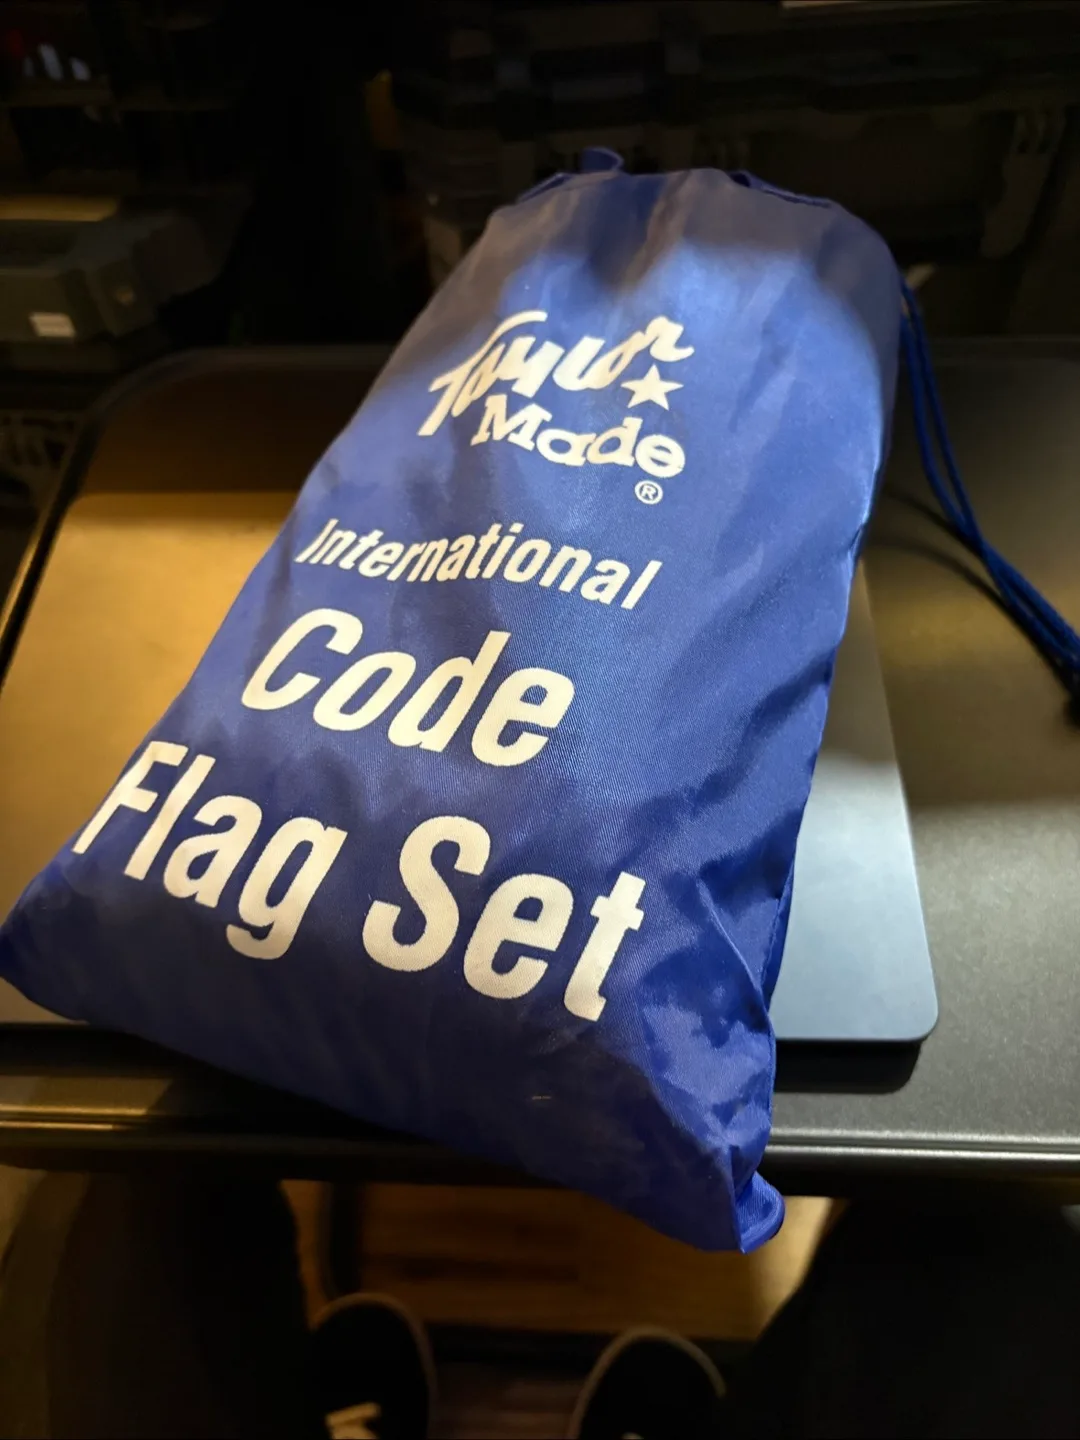 Taylor
Made
®
International
Code
Flag Set